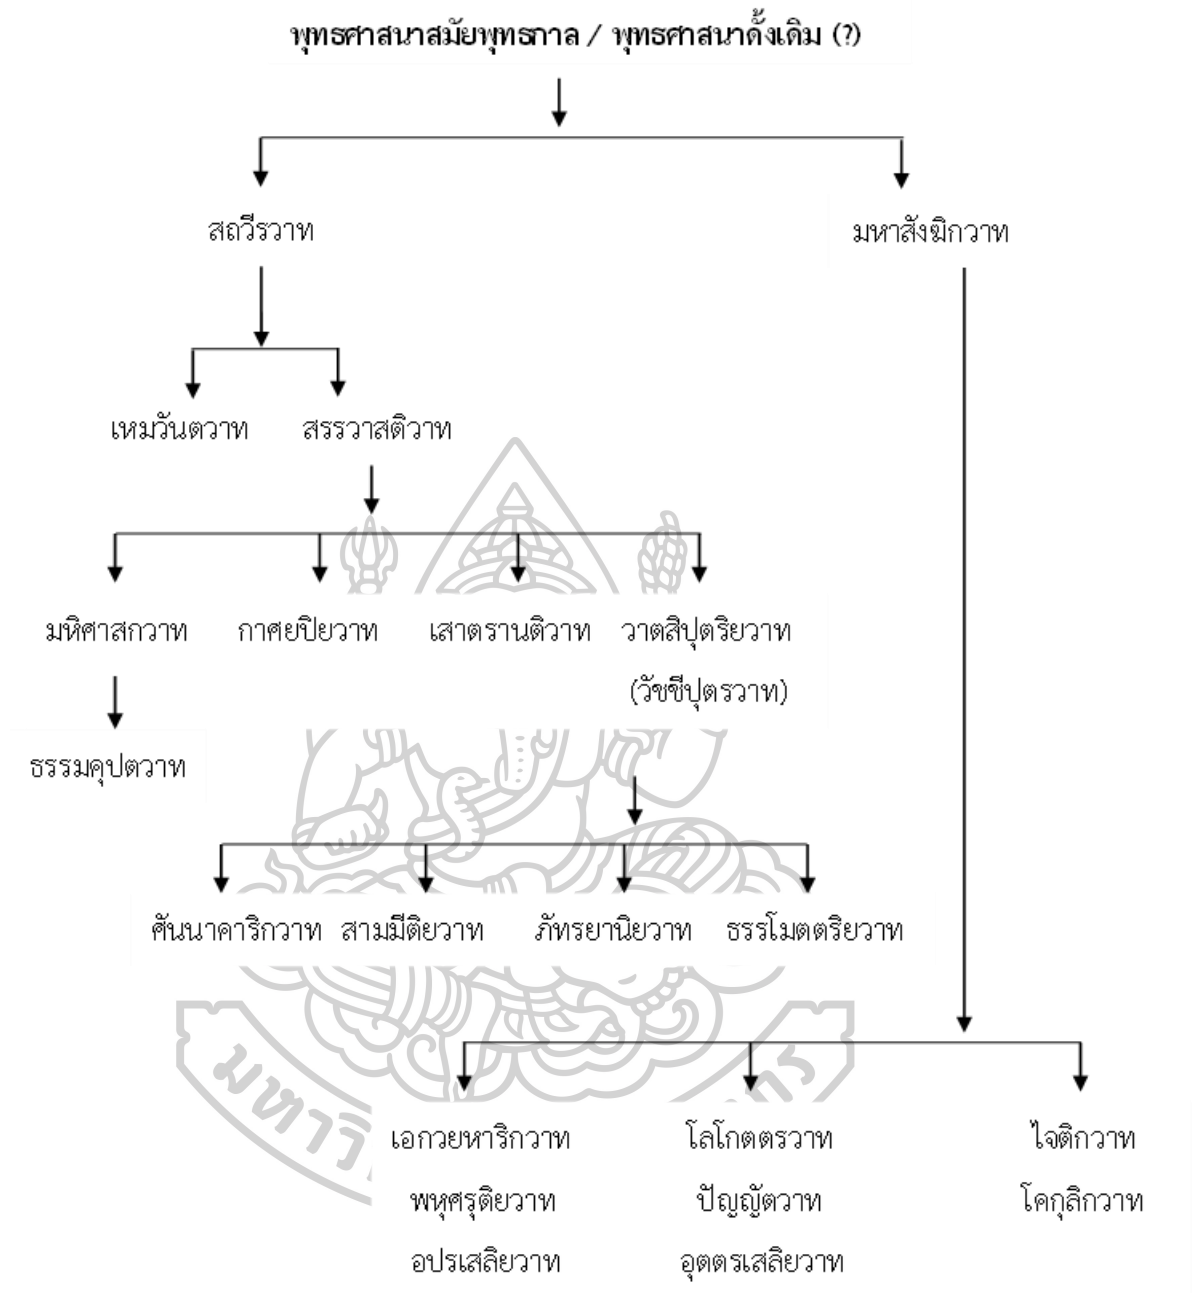 พุทธศาสนาสมัยพุทธกาล / พุทธศาสนาดั้งเดิม (?)
สถวีรวาท มหาสังฆิกวาท
เหมวันตวาท สรรวาสติวาท
มหิศาสกวาท กาศยปิยวาท เสาตรานติวาท วาตสิปุตริยวาท
(วัชชีปุตรวาท)
ธรรมคุปตวาท
ศันนาคาริกวาท สามมีติยวาท ภัทรยานิยวาท ธรรโมตตริยวาท
เอกวยหาริกวาท โลโกตตรวาท ไจติกวาท
พหุศรุติยวาท ปัญญัตวาท โคกุลิกวาท
อปรเสลิยวาท อุตตรเสลิยวาท